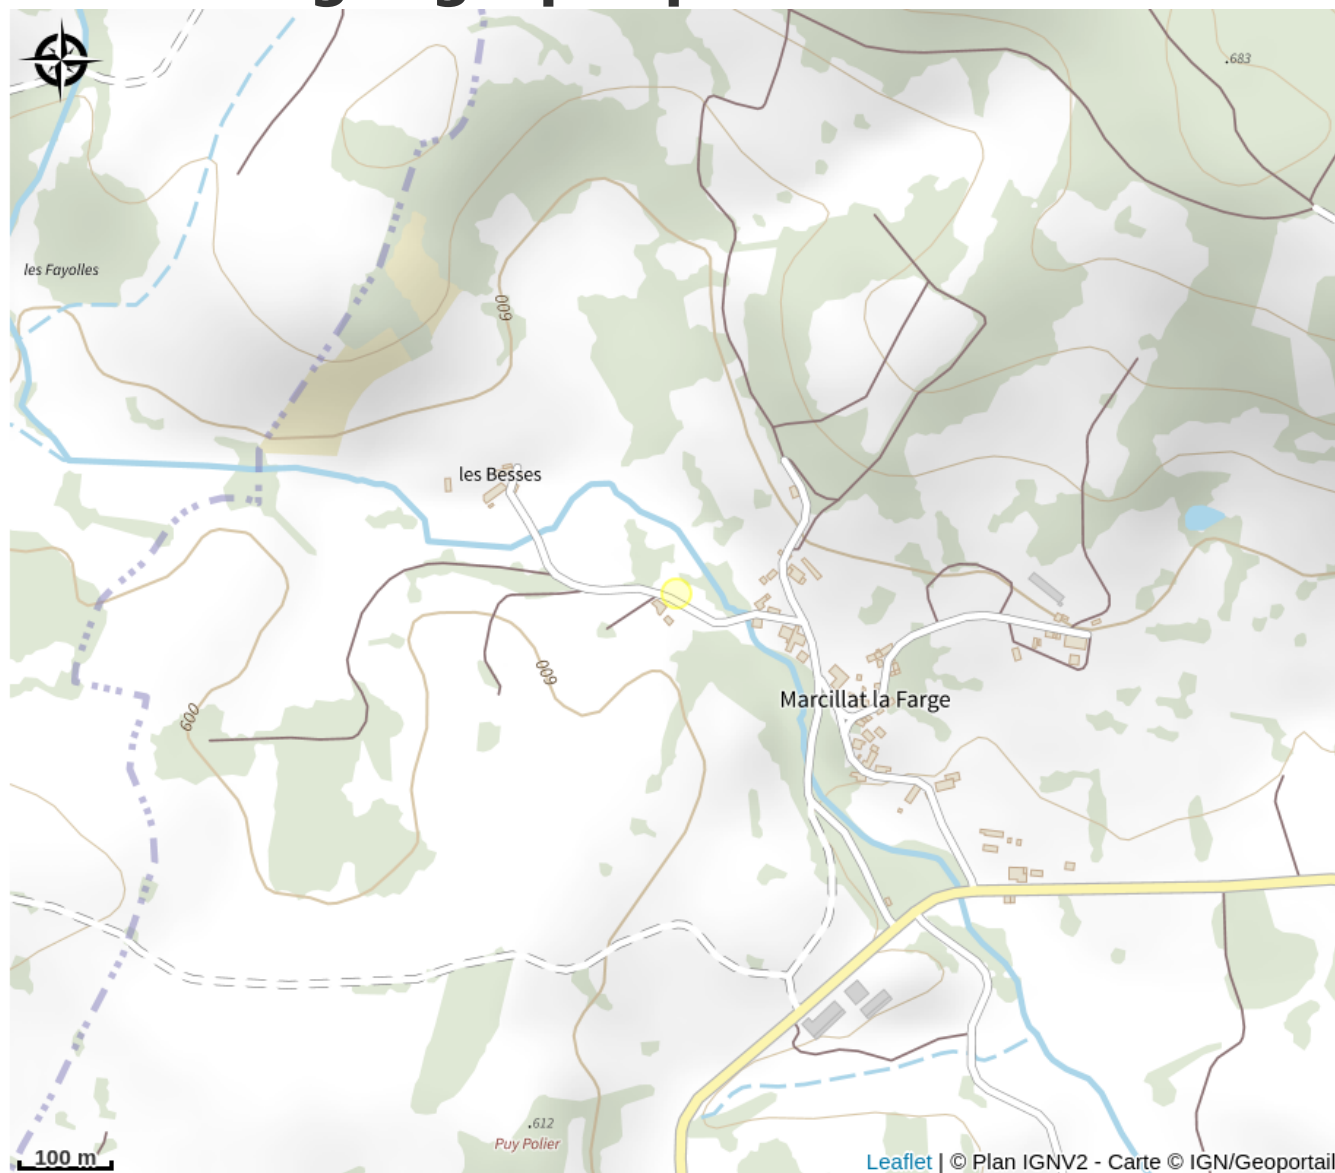 .683
les Fayolles
600
les Besses
600
Marcillat la Farge
600
.612
Puy Polier
100 m
Leaflet | © Plan IGNV2 - Carte © IGN/Geoportail